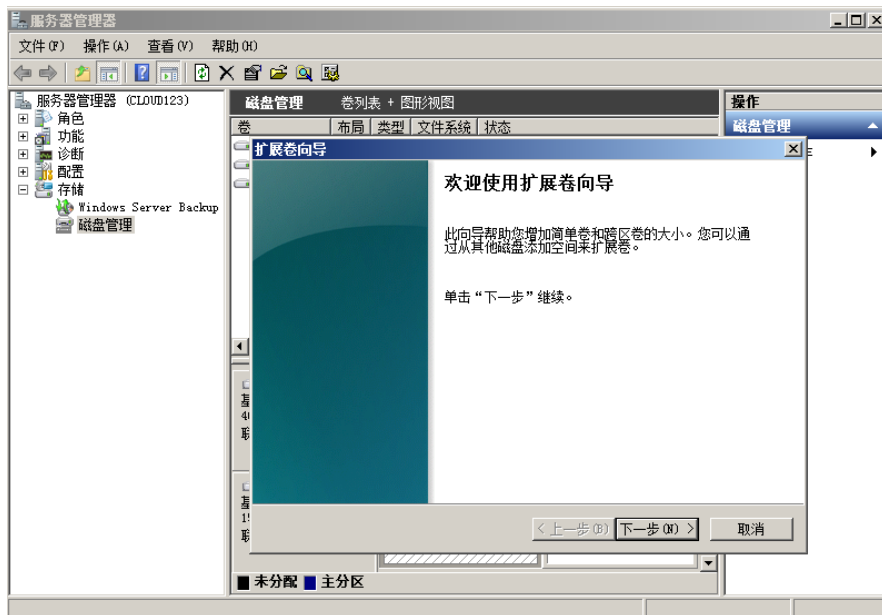 服务器管理器
文件(F) 操作(A) 查看(V) 帮助(H)
服务器管理器 (CLOUD123)
角色
功能
诊断
配置
存储
Windows Server Backup
磁盘管理
磁盘管理 卷列表 + 图形视图
卷 布局 类型 文件系统 状态
操作
磁盘管理
扩展卷向导
欢迎使用扩展卷向导
此向导帮助您增加简单卷和跨区卷的大小。您可以通
过从其他磁盘添加空间来扩展卷。
单击“下一步”继续。
< 上一步(B) 下一步(N) > 取消
未分配 主分区